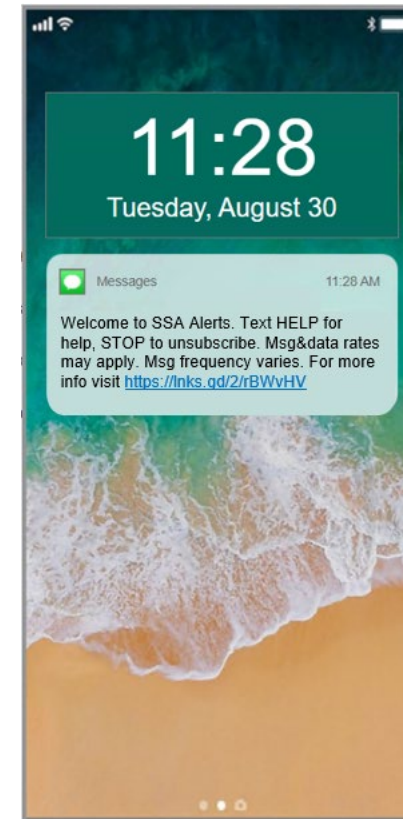 11:28
Tuesday, August 30
Messages 11:28 AM
Welcome to SSA Alerts. Text HELP for
help, STOP to unsubscribe. Msg&data rates
may apply. Msg frequency varies. For more
info visit https://lnks.gd/2/rBWvHV